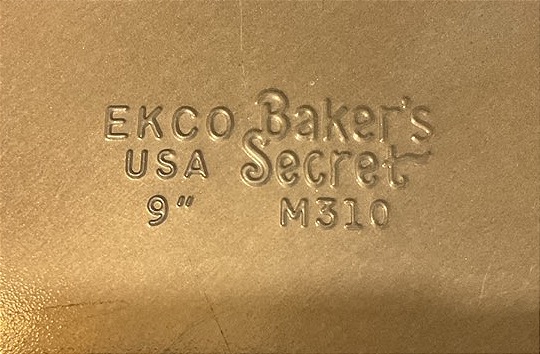 EKCO Baker's
USA Secret
9" M310